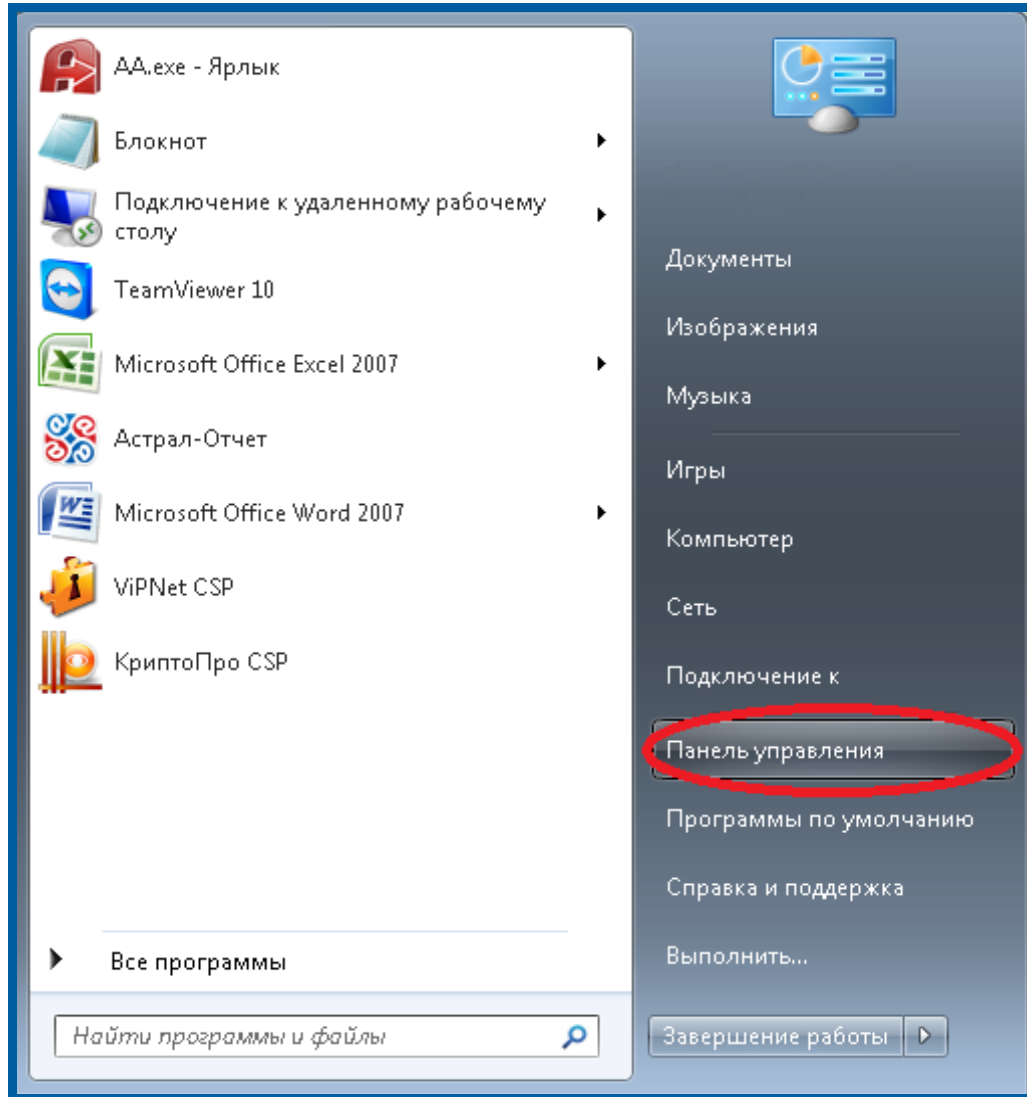 AA.exe - Ярлык
Блокнот
Подключение к удаленному рабочему
столу
TeamViewer 10
Microsoft Office Excel 2007
Астрал-Отчет
Microsoft Office Word 2007
ViPNet CSP
КриптоПро CSP
Все программы
Найти программы и файлы
Документы
Изображения
Музыка
Игры
Компьютер
Сеть
Подключение к
Панель управления
Программы по умолчанию
Справка и поддержка
Выполнить...
Завершение работы